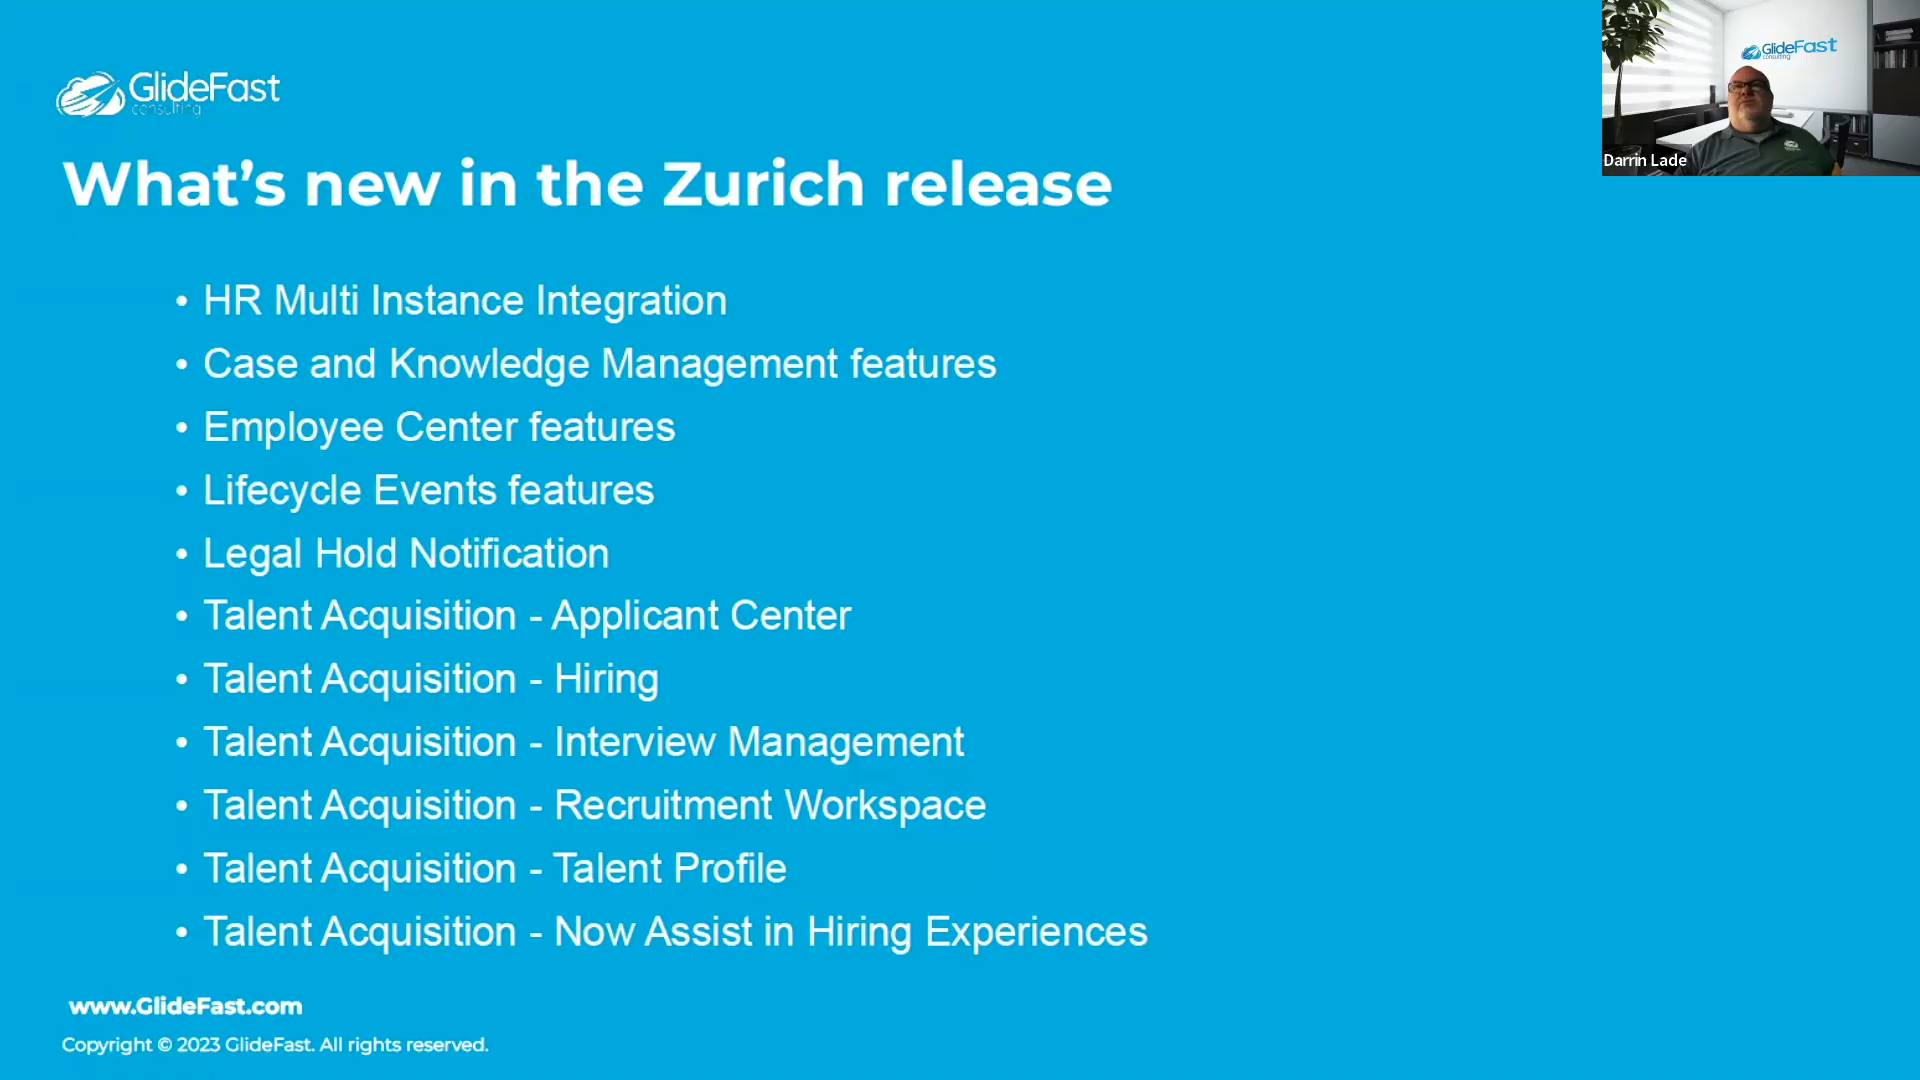 GlideFast
consulting
GlideFast
consulting
Darrin Lade
What's new in the Zurich release
• HR Multi Instance Integration
• Case and Knowledge Management features
• Employee Center features
• Lifecycle Events features
• Legal Hold Notification
• Talent Acquisition - Applicant Center
• Talent Acquisition - Hiring
• Talent Acquisition - Interview Management
• Talent Acquisition - Recruitment Workspace
• Talent Acquisition - Talent Profile
• Talent Acquisition - Now Assist in Hiring Experiences
www.GlideFast.com
Copyright © 2023 GlideFast. All rights reserved.